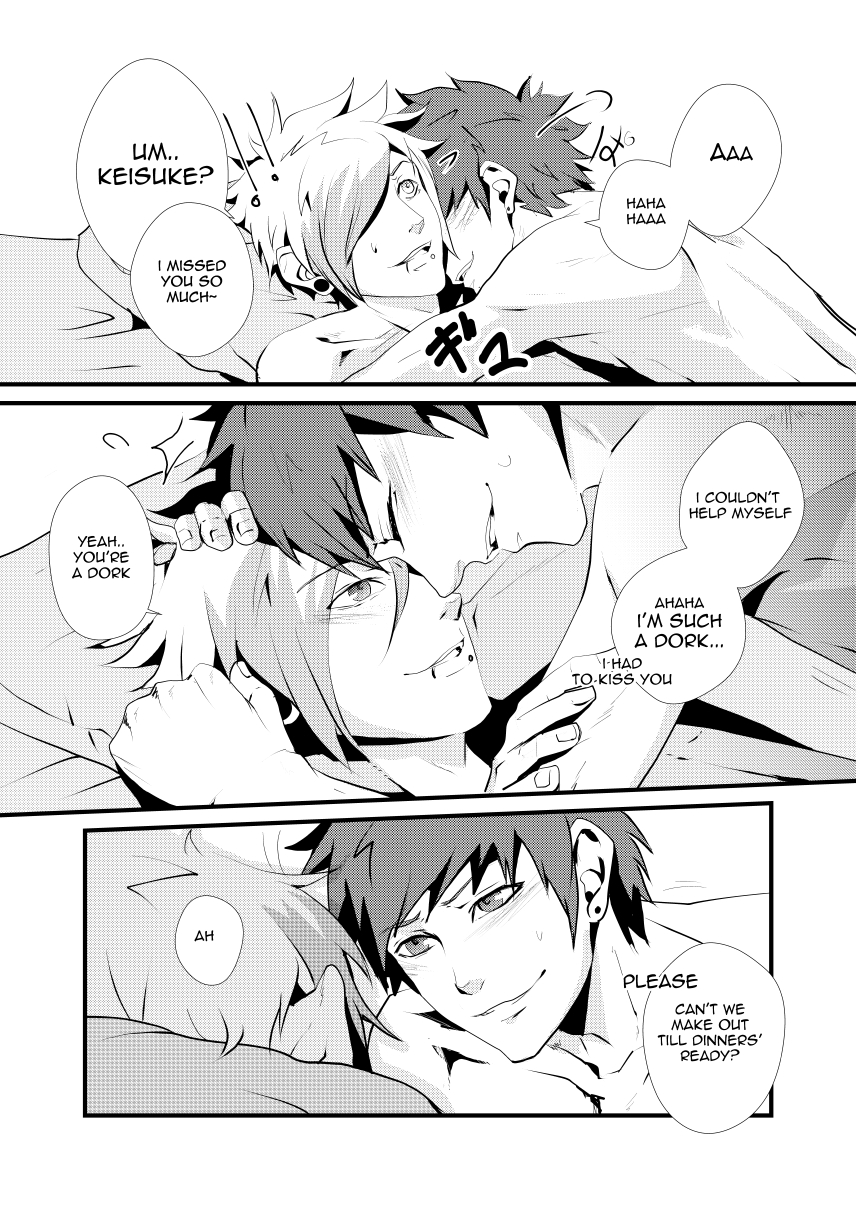 UM..
KEISUKE?
I MISSED
YOU SO
MUCH~
AAA
HAHA
HAAA
ギュ
I COULDN'T
HELP MYSELF
AHAHA
I'M SUCH
A DORK...
I HAD
TO KISS YOU
YEAH..
YOU'RE
A DORK
AH
PLEASE
CAN'T WE
MAKE OUT
TILL DINNERS'
READY?